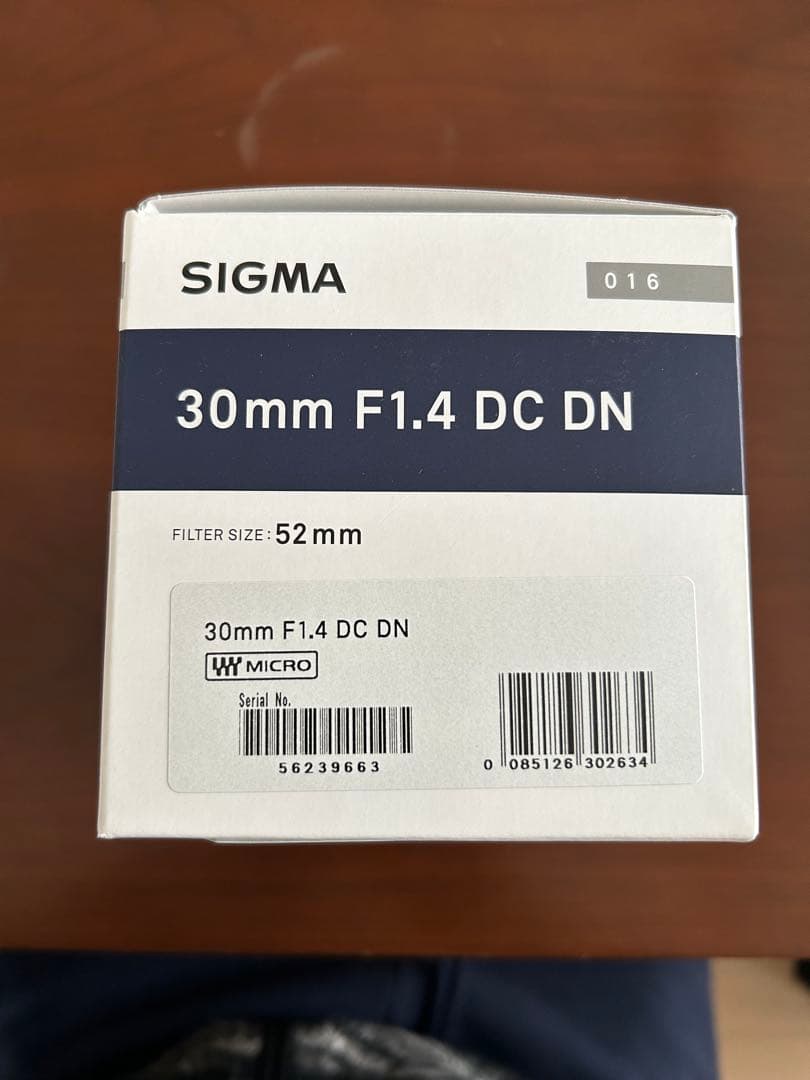 SIGMA
016
30mm F1.4 DC DN
FILTER SIZE: 52mm
30mm F1.4 DC DN
MICRO
Serial No.
56239663
0 085126 302634